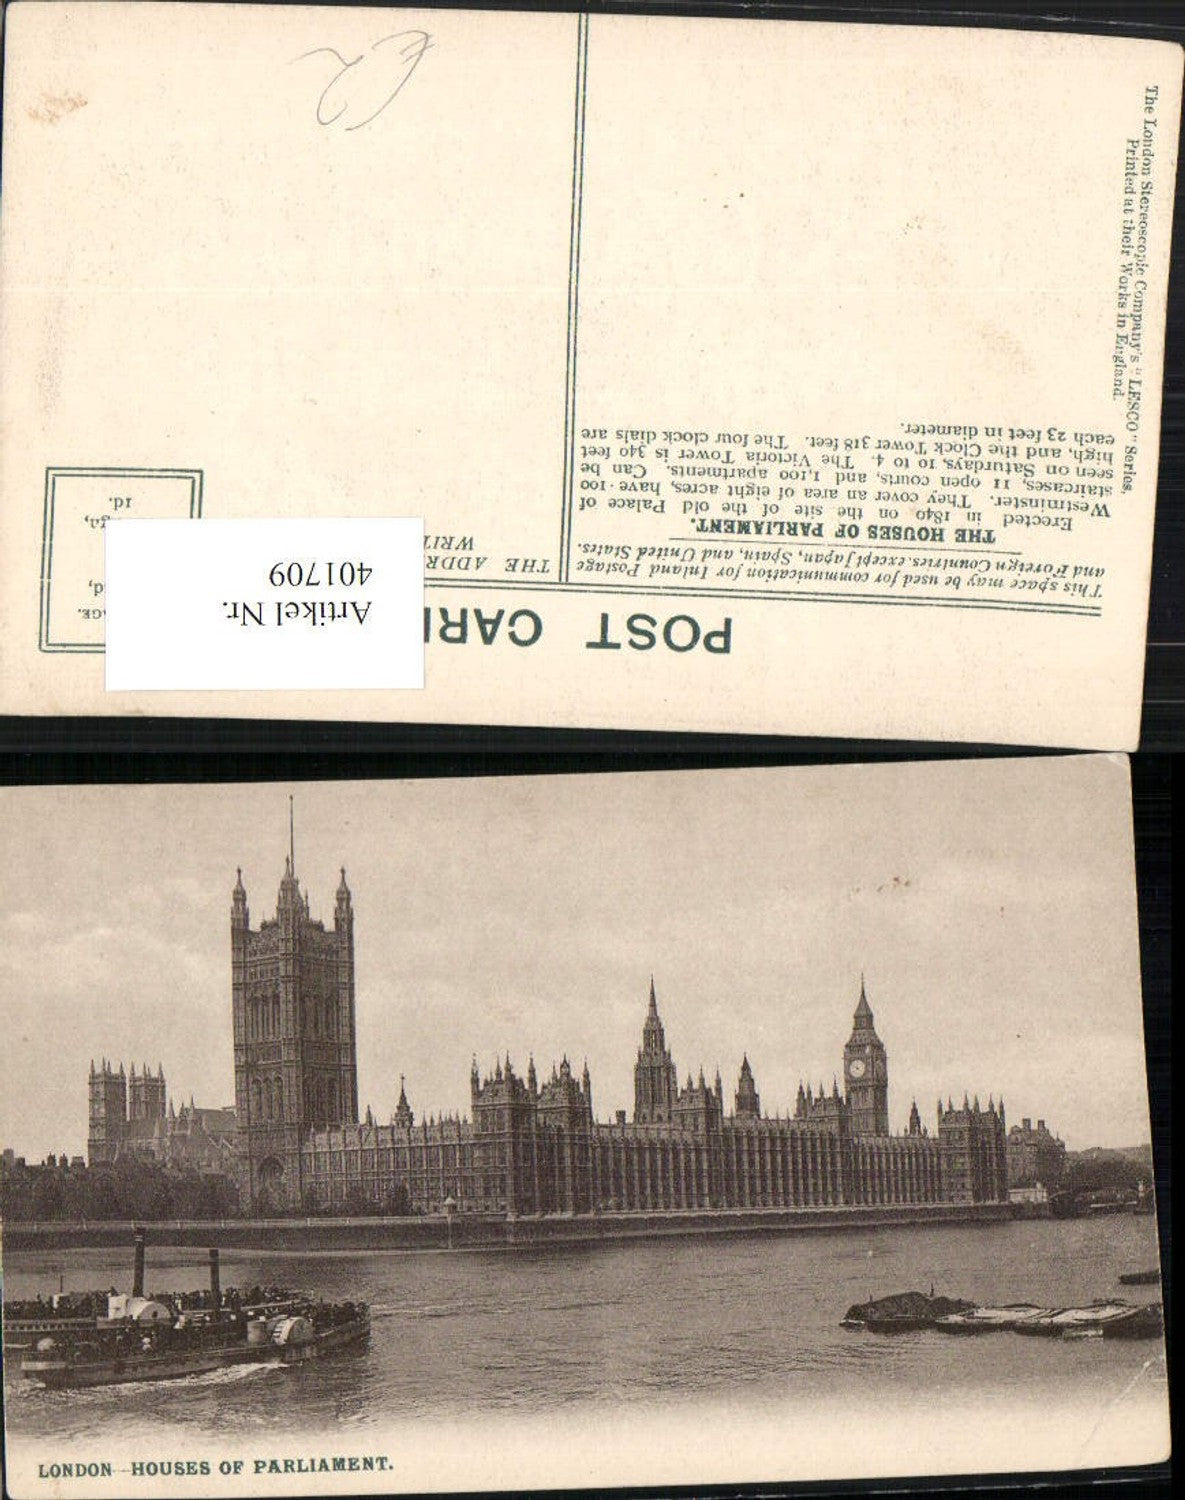 POST CAR
This space may be used for communication for Inland Postage
and Foreign Countries, except Japan, Spain, and United States.
THE HOUSES OF PARLIAMENT.
Erected in 1840 on the site of the old Palace of
Westminster. They cover an area of eight acres, have 100
staircases, 11 open courts, and 1,100 apartments. Can be
seen on Saturdays, 10 to 4. The Victoria Tower is 340 feet
high, and the Clock Tower 318 feet. The four clock dials are
each 23 feet in diameter.
The London Stereoscopic Company's "LESCO" Series.
Printed at their Works in England.
THE ADDR
WRIT
Artikel Nr.
401709
AGE.
d,
1d.
£2
LONDON—HOUSES OF PARLIAMENT.